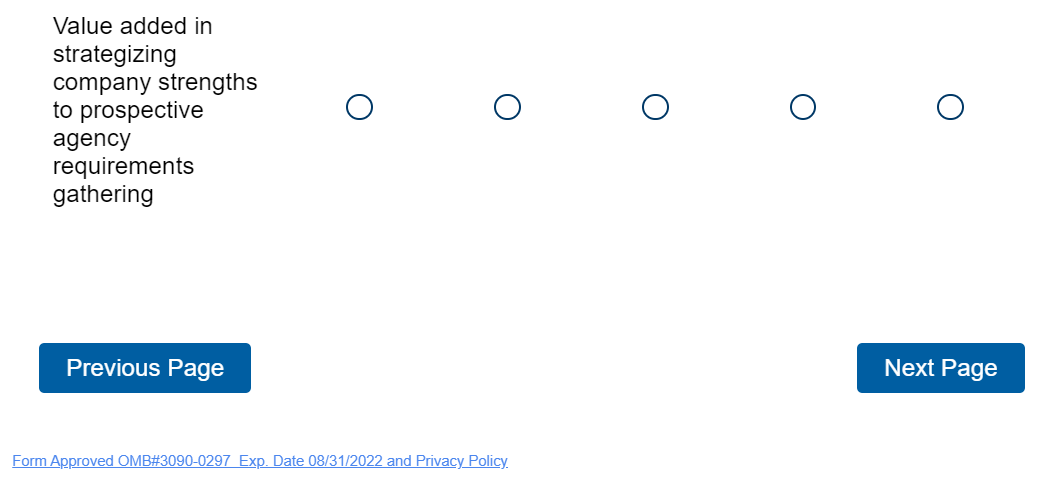 Value added in
strategizing
company strengths
to prospective
agency
requirements
gathering
Previous Page
Next Page
Form Approved OMB#3090-0297  Exp. Date 08/31/2022 and Privacy Policy